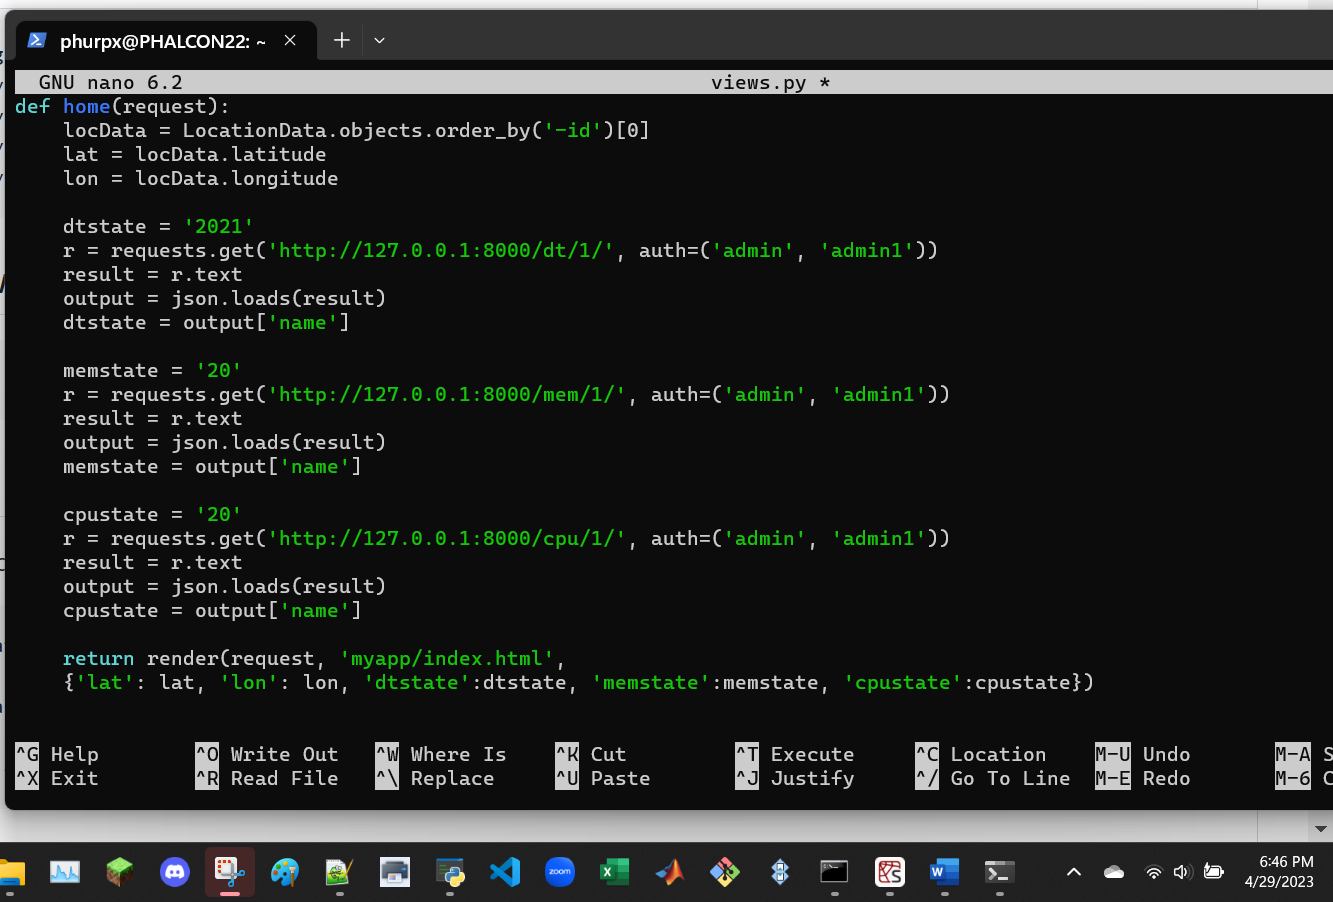 phurpx@PHALCON22: ~
GNU nano 6.2 views.py *
def home(request):
    locData = LocationData.objects.order_by('-id')[0]
    lat = locData.latitude
    lon = locData.longitude
    dtstate = '2021'
    r = requests.get('http://127.0.0.1:8000/dt/1/', auth=('admin', 'admin1'))
    result = r.text
    output = json.loads(result)
    dtstate = output['name']
    memstate = '20'
    r = requests.get('http://127.0.0.1:8000/mem/1/', auth=('admin', 'admin1'))
    result = r.text
    output = json.loads(result)
    memstate = output['name']
    cpustate = '20'
    r = requests.get('http://127.0.0.1:8000/cpu/1/', auth=('admin', 'admin1'))
    result = r.text
    output = json.loads(result)
    cpustate = output['name']
    return render(request, 'myapp/index.html',
    {'lat': lat, 'lon': lon, 'dtstate':dtstate, 'memstate':memstate, 'cpustate':cpustate})
^G Help ^O Write Out ^W Where Is ^K Cut ^T Execute ^C Location M-U Undo M-A S
^X Exit ^R Read File ^\ Replace ^U Paste ^J Justify ^/ Go To Line M-E Redo M-6 C
zoom
6:46 PM
4/29/2023